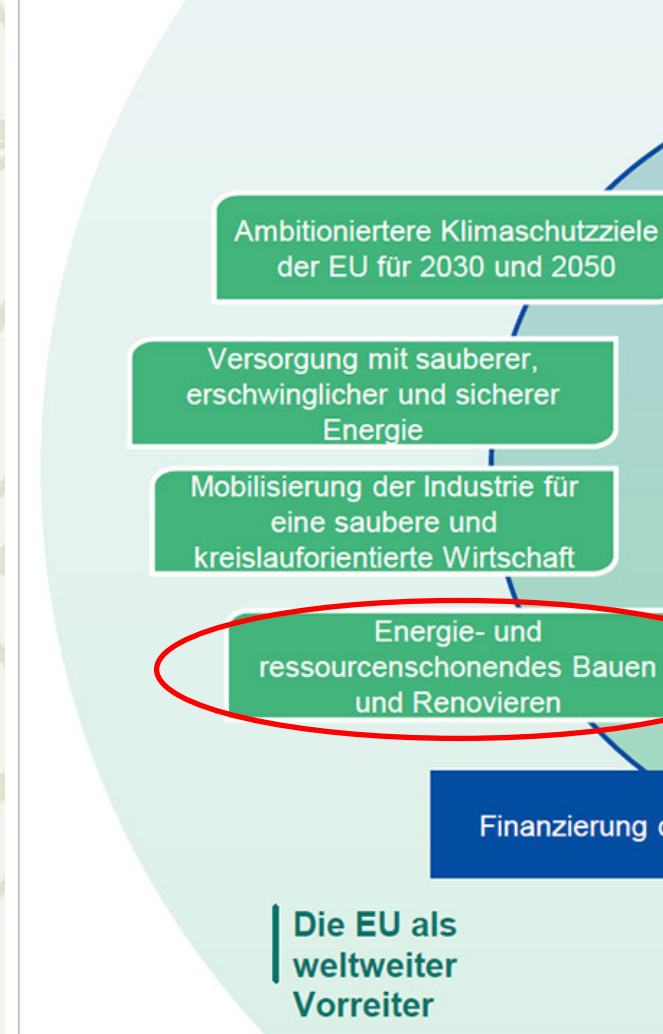 Ambitioniertere Klimaschutzziele
der EU für 2030 und 2050
Versorgung mit sauberer,
erschwinglicher und sicherer
Energie
Mobilisierung der Industrie für
eine saubere und
kreislauforientierte Wirtschaft
Energie- und
ressourcenschonendes Bauen
und Renovieren
Finanzierung
Die EU als
weltweiter
Vorreiter